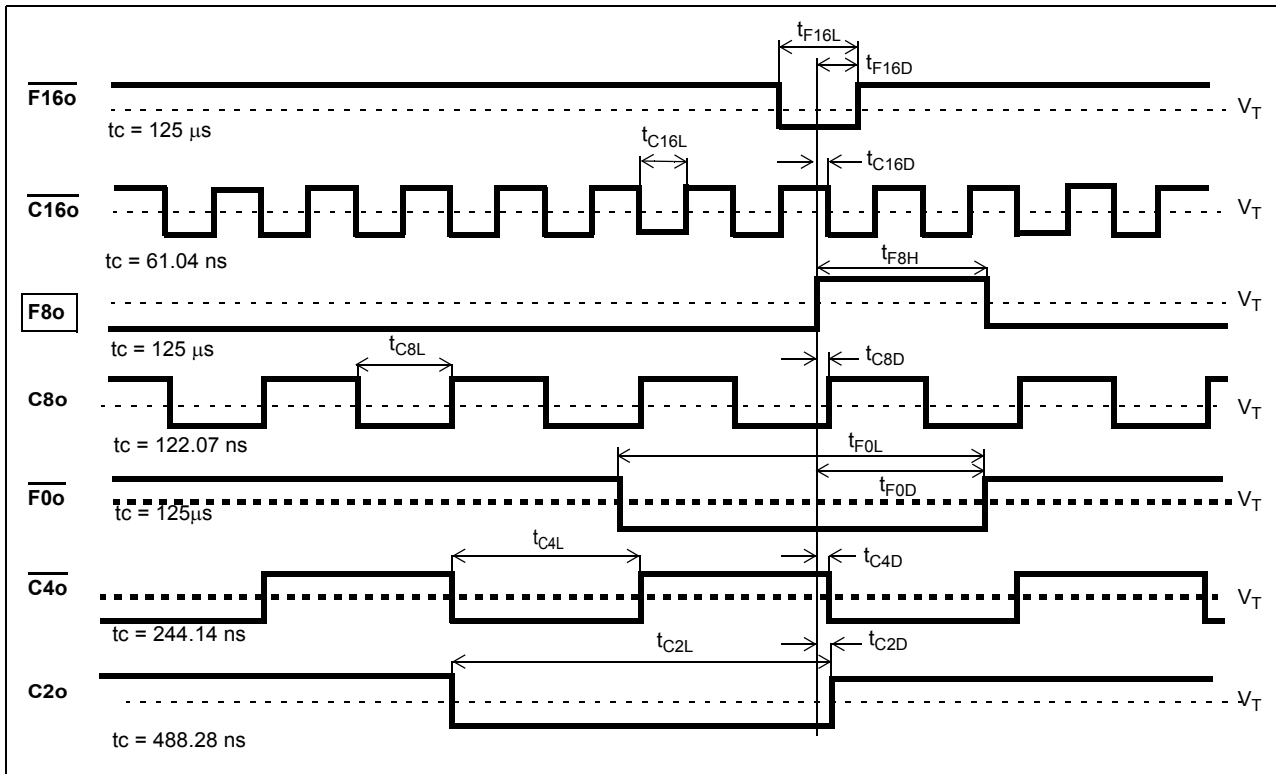 tF16L
tF16D
F16o
VT
tc = 125 μs
tC16L
tC16D
C16o
VT
tc = 61.04 ns
tF8H
F8o
VT
tc = 125 μs
tC8L
tC8D
C8o
VT
tc = 122.07 ns
tF0L
F0o
tF0D
VT
tc = 125μs
tC4L
tC4D
C4o
VT
tc = 244.14 ns
tC2L
tC2D
C2o
VT
tc = 488.28 ns